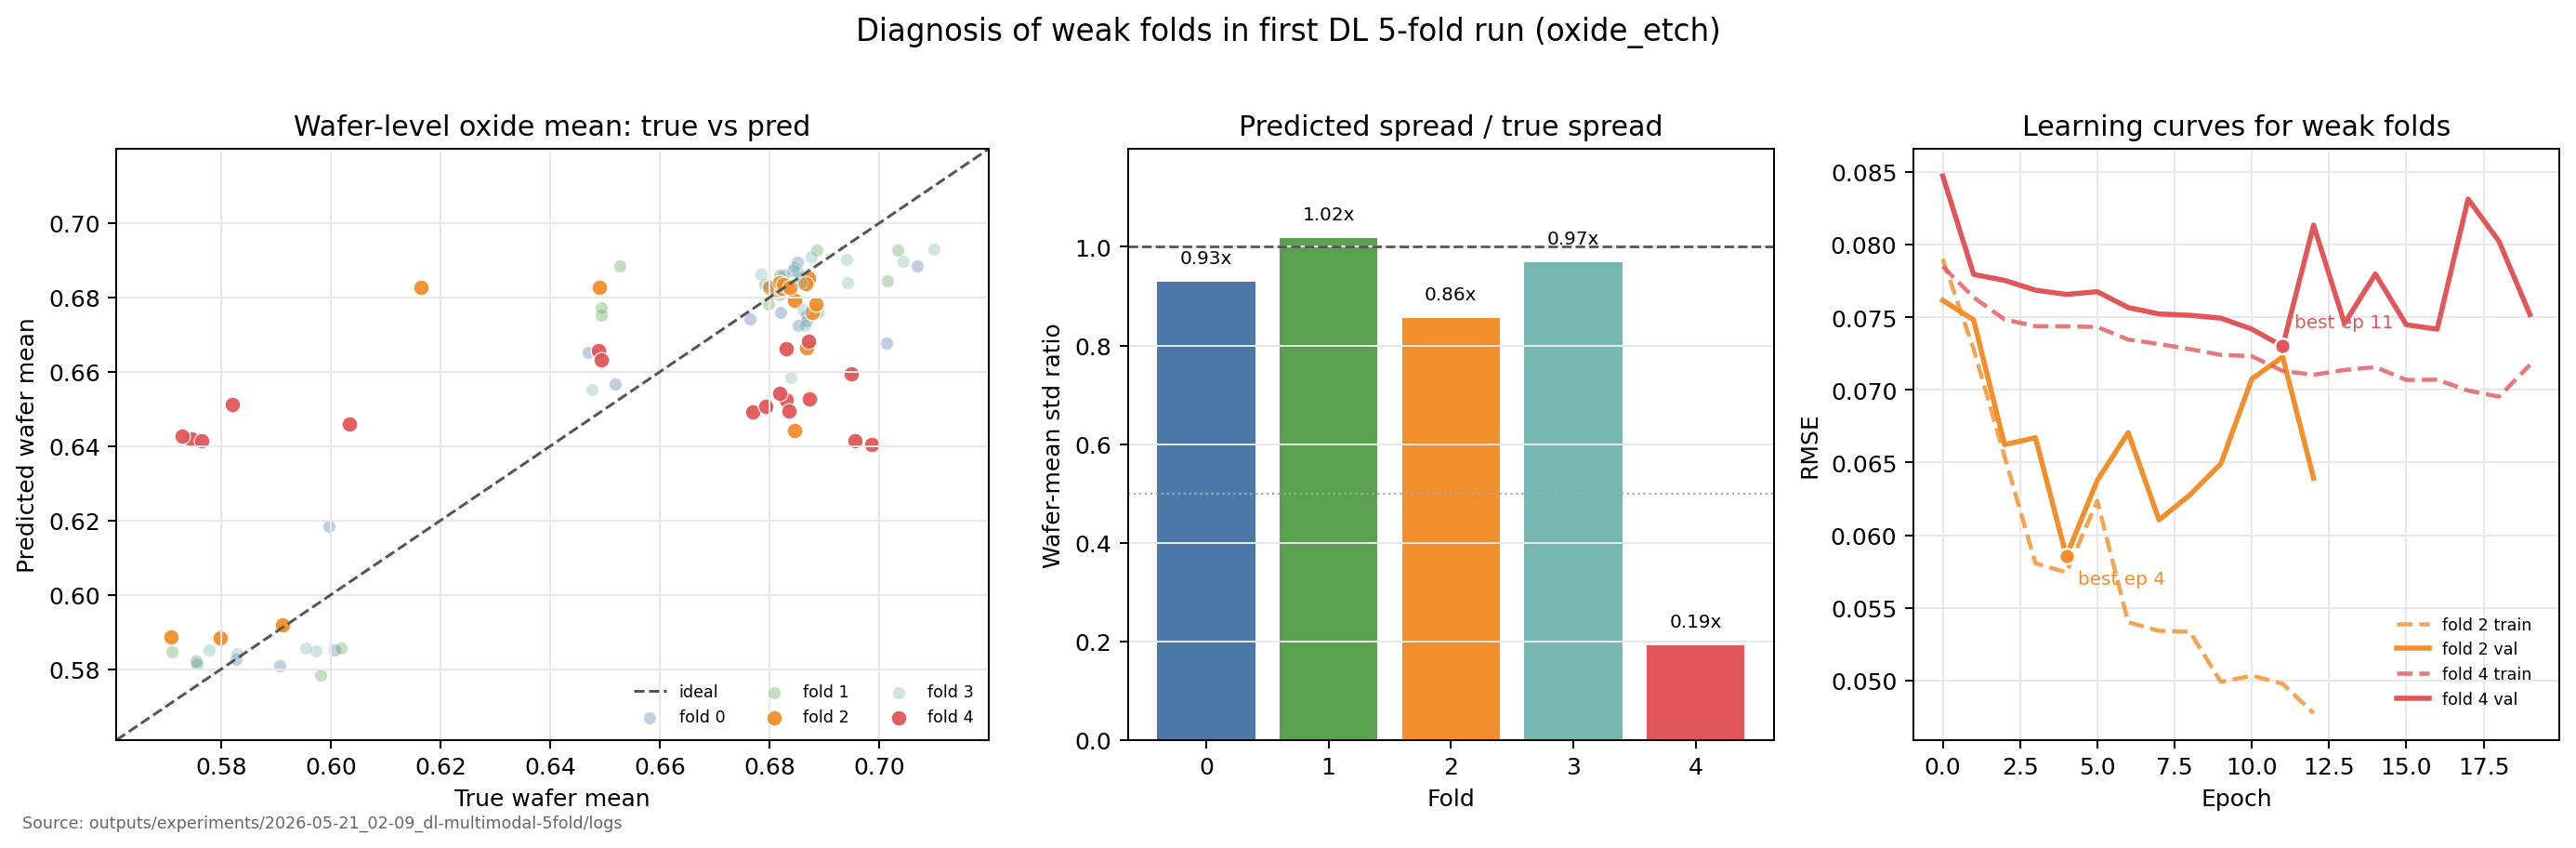 Diagnosis of weak folds in first DL 5-fold run (oxide_etch)
Wafer-level oxide mean: true vs pred
Predicted wafer mean
0.70
0.68
0.66
0.64
0.62
0.60
0.58
0.58 0.60 0.62 0.64 0.66 0.68 0.70
True wafer mean
ideal
fold 0
fold 1
fold 2
fold 3
fold 4
Predicted spread / true spread
Wafer-mean std ratio
1.0
0.8
0.6
0.4
0.2
0.0
0.93x
1.02x
0.86x
0.97x
0.19x
0 1 2 3 4
Fold
Learning curves for weak folds
RMSE
0.085
0.080
0.075
0.070
0.065
0.060
0.055
0.050
best ep 11
best ep 4
fold 2 train
fold 2 val
fold 4 train
fold 4 val
0.0 2.5 5.0 7.5 10.0 12.5 15.0 17.5
Epoch
Source: outputs/experiments/2026-05-21_02-09_dl-multimodal-5fold/logs